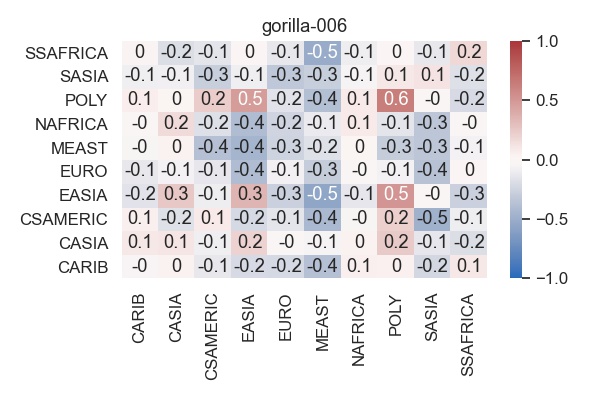 gorilla-006
SSAFRICA 0 -0.2 -0.1 0 -0.1 -0.5 -0.1 0 -0.1 0.2
SASIA -0.1 -0.1 -0.3 -0.1 -0.3 -0.3 -0.1 0.1 0.1 -0.2
POLY 0.1 0 0.2 0.5 -0.2 -0.4 0.1 0.6 -0 -0.2
NAFRICA -0 0.2 -0.2 -0.4 -0.2 -0.1 0.1 -0.1 -0.3 -0
MEAST -0 0 -0.4 -0.4 -0.3 -0.2 0 -0.3 -0.3 -0.1
EURO -0.1 -0.1 -0.1 -0.4 -0.1 -0.3 -0 -0.1 -0.4 0
EASIA -0.2 0.3 -0.1 0.3 -0.3 -0.5 -0.1 0.5 -0 -0.3
CSAMERIC 0.1 -0.2 0.1 -0.2 -0.1 -0.4 -0 0.2 -0.5 -0.1
CASIA 0.1 0.1 -0.1 0.2 -0 -0.1 0 0.2 -0.1 -0.2
CARIB -0 0 -0.1 -0.2 -0.2 -0.4 0.1 0 -0.2 0.1
CARIB CASIA CSAMERIC EASIA EURO MEAST NAFRICA POLY SASIA SSAFRICA
1.0
0.5
0.0
−0.5
−1.0